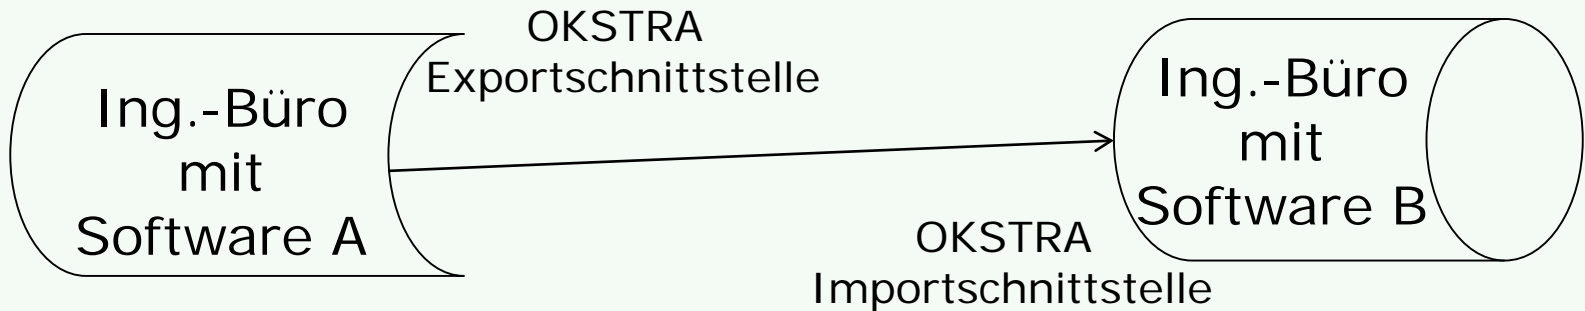 Ing.-Büro
mit
Software A
OKSTRA
Exportschnittstelle
OKSTRA
Importschnittstelle
Ing.-Büro
mit
Software B